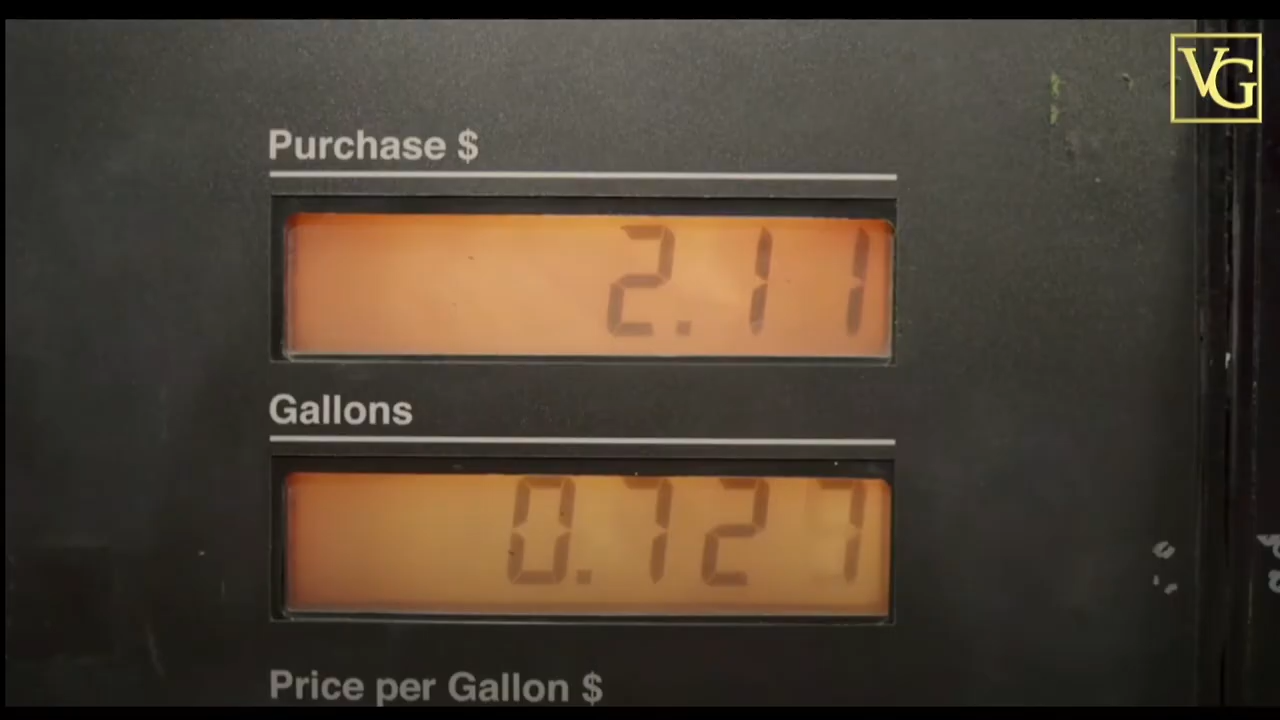 VG
Purchase $
2.11
Gallons
0.727
Price per Gallon $